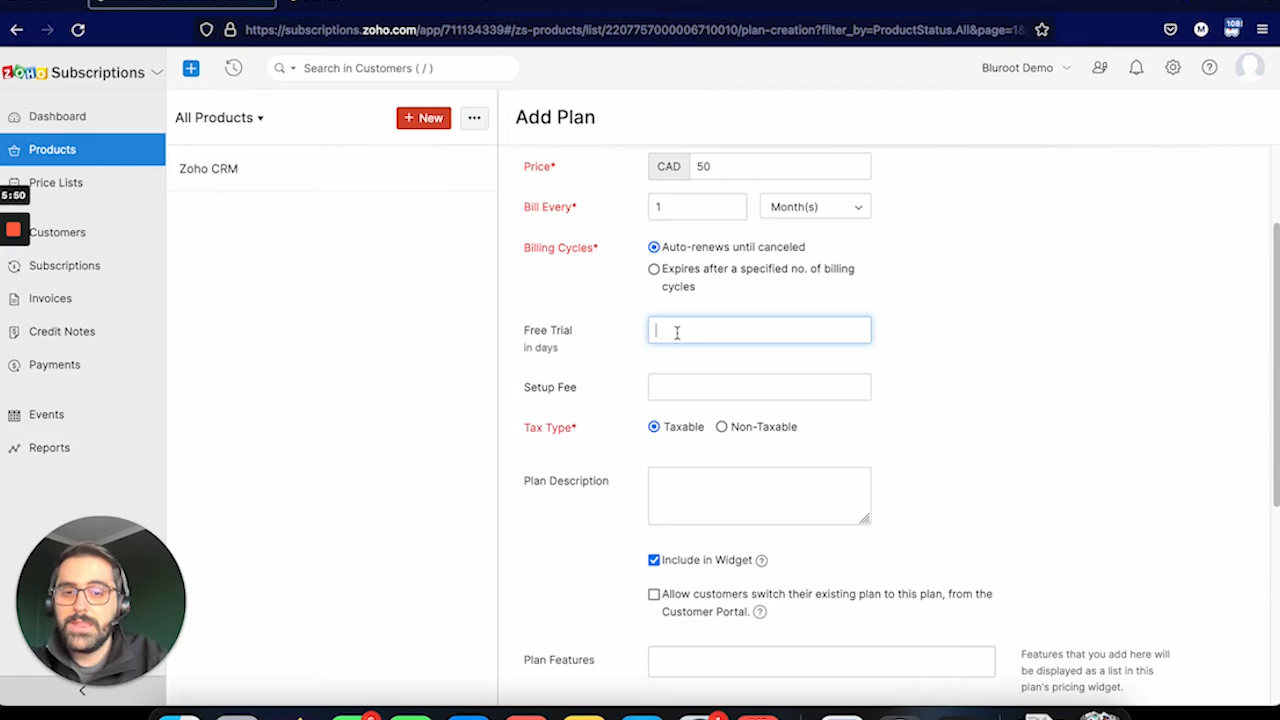 https://subscriptions.zoho.com/app/711134339#/zs-products/list/2207757000006710010/plan-creation?filter_by=ProductStatus.All&page=1&
108
M
ZOHO Subscriptions
Search in Customers ( / )
Bluroot Demo
Dashboard
Products
Price Lists
5:50
Customers
Subscriptions
Invoices
Credit Notes
Payments
Events
Reports
All Products
+ New
Zoho CRM
Add Plan
Price*
CAD
50
Bill Every*
1
Month(s)
Billing Cycles*
Auto-renews until canceled
Expires after a specified no. of billing
cycles
Free Trial
in days
Setup Fee
Tax Type*
Taxable
Non-Taxable
Plan Description
Include in Widget
Allow customers switch their existing plan to this plan, from the
Customer Portal.
Plan Features
Features that you add here will
be displayed as a list in this
plan's pricing widget.